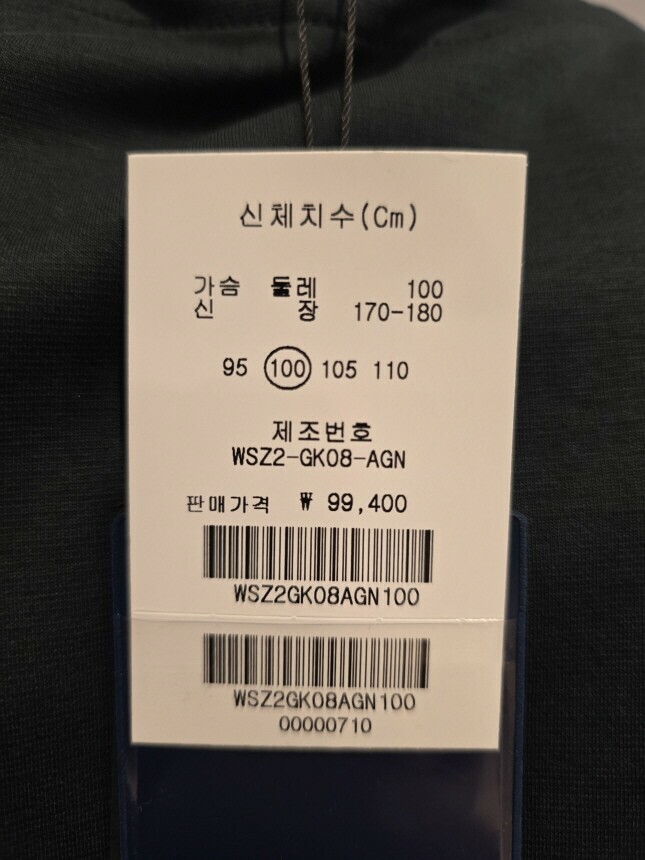 신체치수(Cm)
가슴 둘레 100
신 장 170-180
95 100 105 110
제조번호
WSZ2-GK08-AGN
판매가격 ₩ 99,400
WSZ2GK08AGN100
WSZ2GK08AGN100
00000710